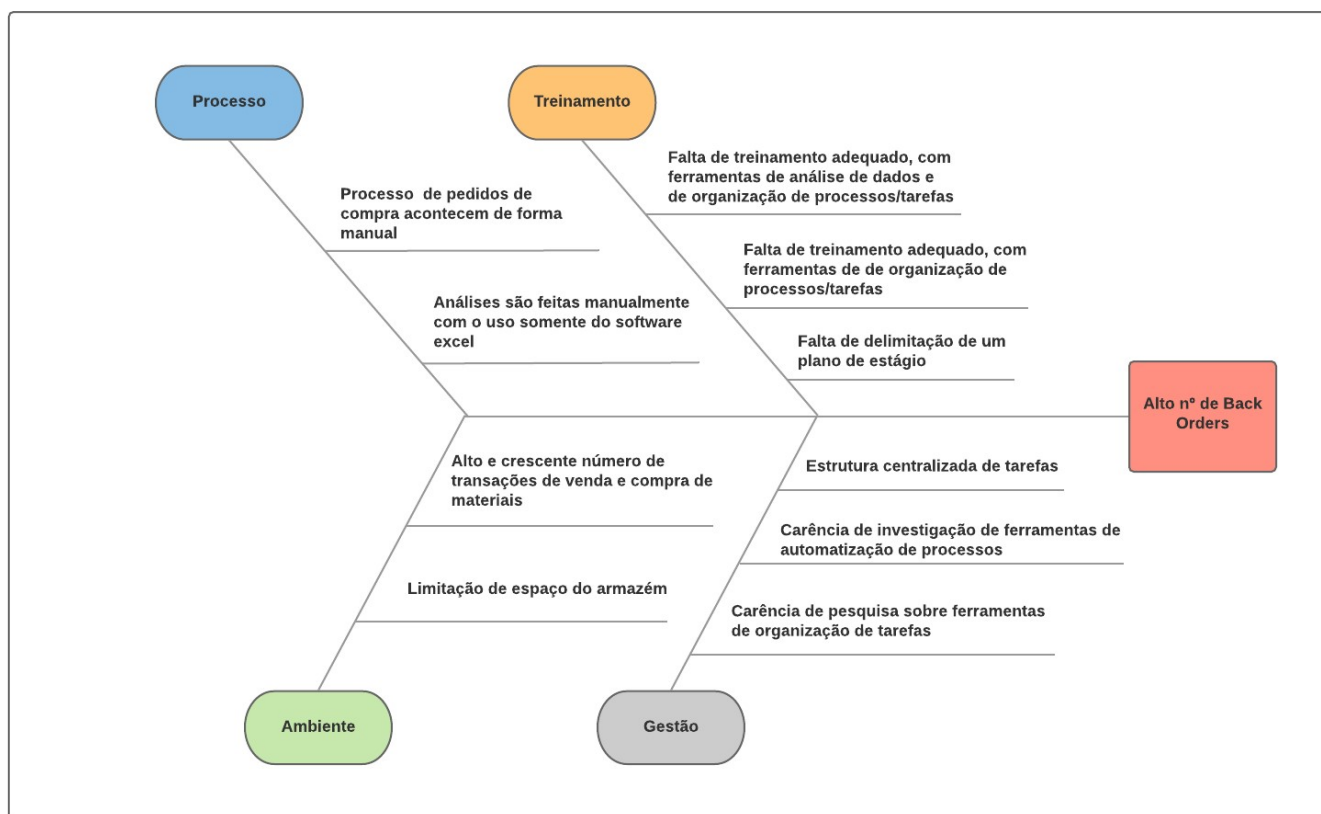 Processo
Treinamento
Processo  de pedidos de
compra acontecem de forma
manual
Análises são feitas manualmente
com o uso somente do software
excel
Falta de treinamento adequado, com
ferramentas de análise de dados e
de organização de processos/tarefas
Falta de treinamento adequado, com
ferramentas de de organização de
processos/tarefas
Falta de delimitação de um
plano de estágio
Alto nº de Back
Orders
Alto e crescente número de
transações de venda e compra de
materiais
Limitação de espaço do armazém
Estrutura centralizada de tarefas
Carência de investigação de ferramentas de
automatização de processos
Carência de pesquisa sobre ferramentas
de organização de tarefas
Ambiente
Gestão